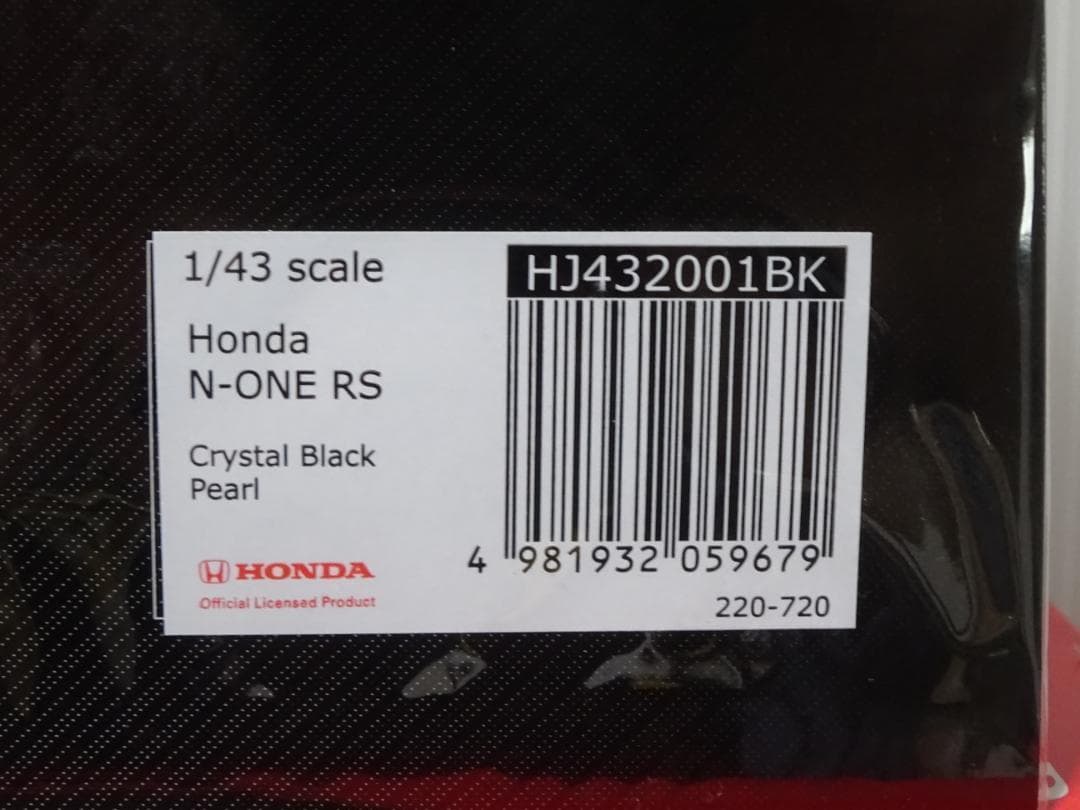 1/43 scale
Honda
N-ONE RS
Crystal Black
Pearl
HONDA
Official Licensed Product
HJ432001BK
4 981932 059679
220-720